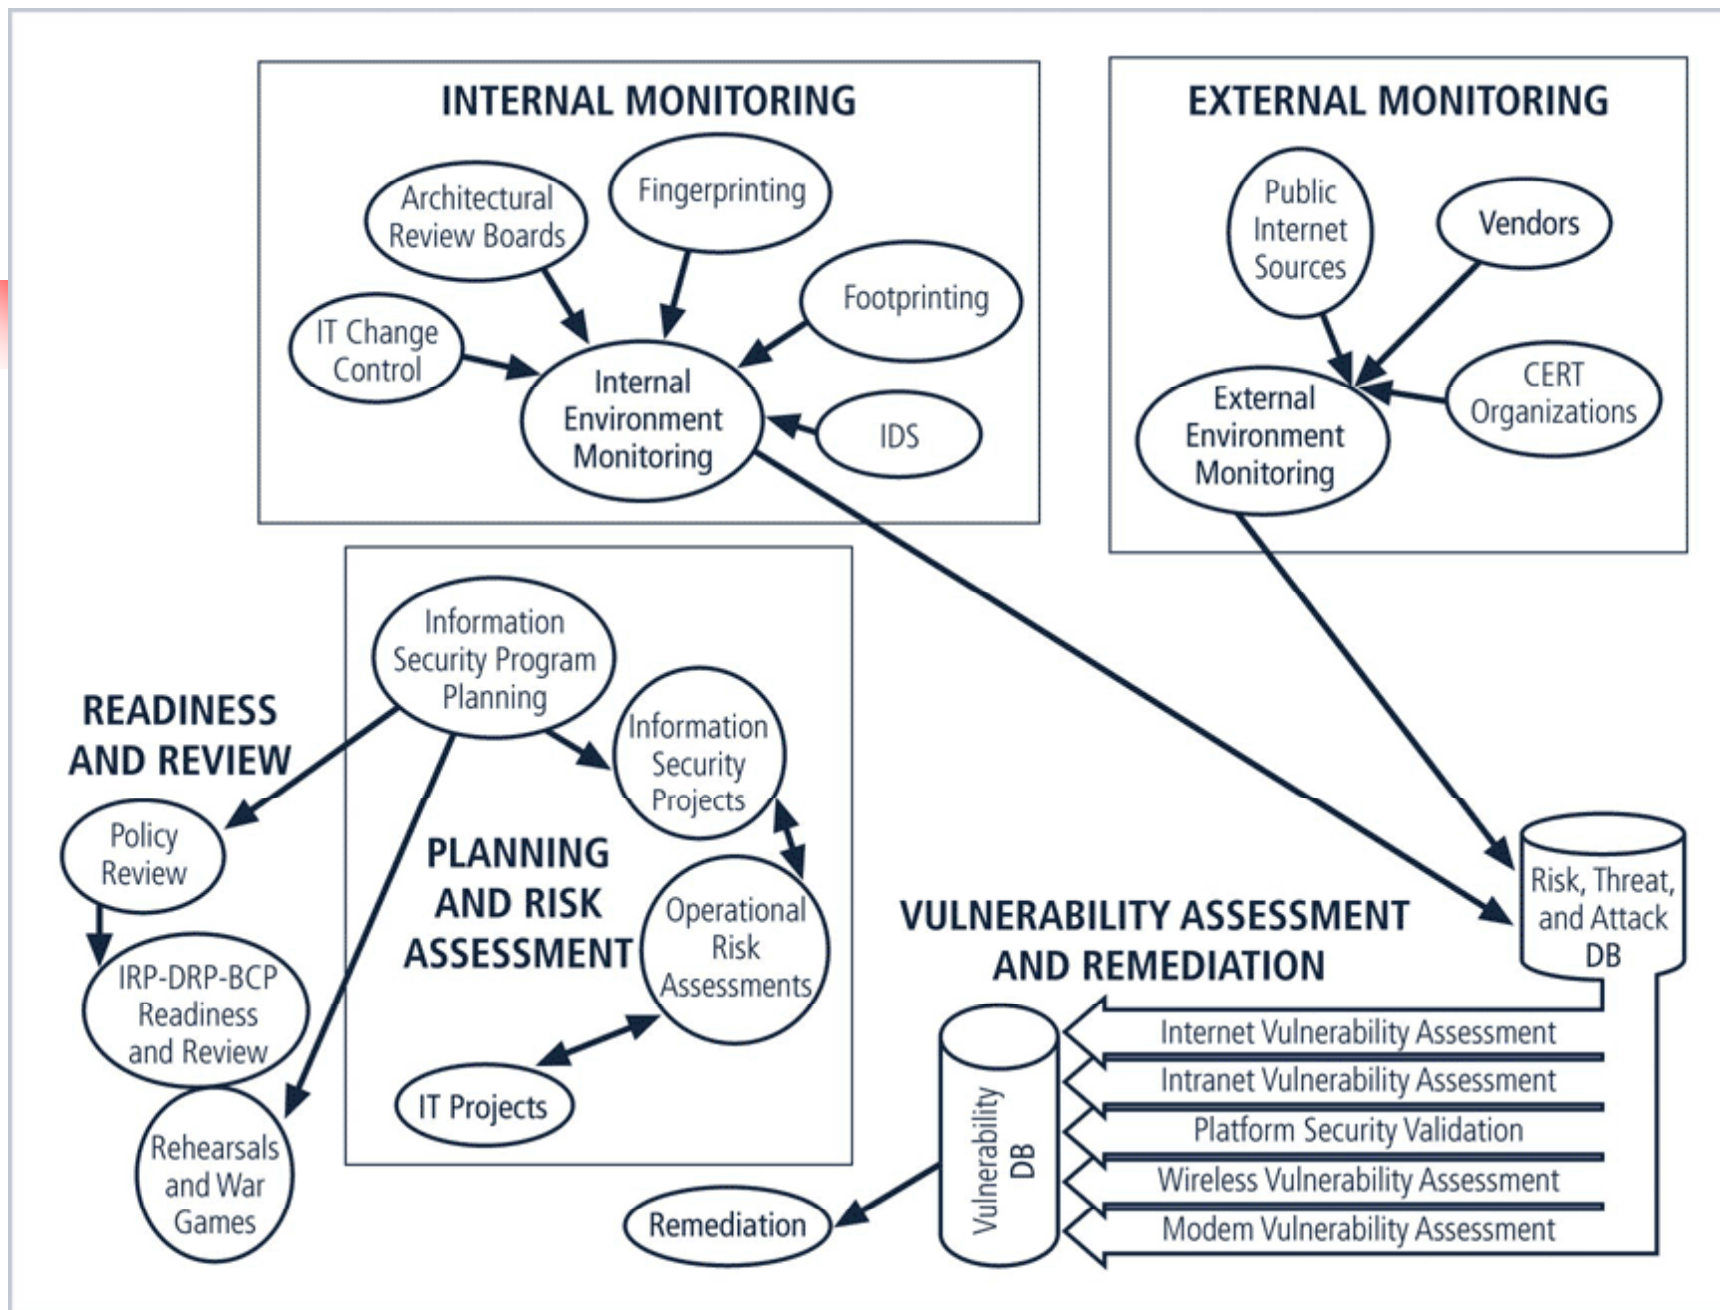 INTERNAL MONITORING
Architectural
Review Boards
Fingerprinting
Footprinting
IT Change
Control
Internal
Environment
Monitoring
IDS
EXTERNAL MONITORING
Public
Internet
Sources
Vendors
CERT
Organizations
External
Environment
Monitoring
Information
Security Program
Planning
Information
Security
Projects
PLANNING
AND RISK
ASSESSMENT
Operational
Risk
Assessments
IT Projects
READINESS
AND REVIEW
Policy
Review
IRP-DRP-BCP
Readiness
and Review
Rehearsals
and War
Games
VULNERABILITY ASSESSMENT
AND REMEDIATION
Risk, Threat,
and Attack
DB
Internet Vulnerability Assessment
Intranet Vulnerability Assessment
Platform Security Validation
Wireless Vulnerability Assessment
Modem Vulnerability Assessment
Vulnerability
DB
Remediation